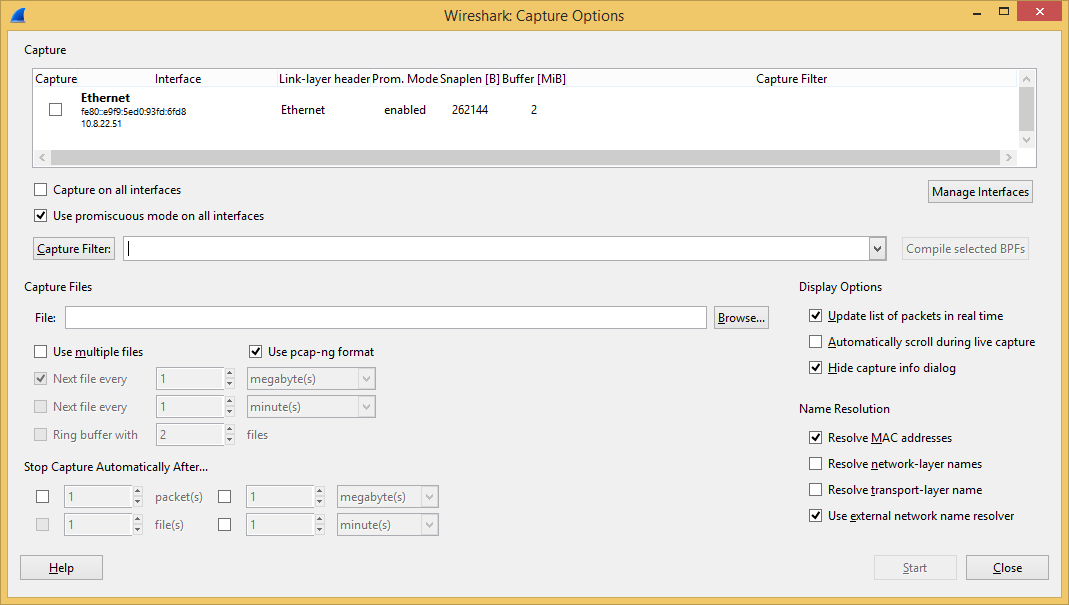 Wireshark: Capture Options
Capture
Capture Interface Link-layer header Prom. Mode Snaplen [B] Buffer [MiB] Capture Filter
Ethernet
fe80::e9f9:5ed0:93fd:6fd8
10.8.22.51
Ethernet enabled 262144 2
Capture on all interfaces
Manage Interfaces
Use promiscuous mode on all interfaces
Capture Filter:
Compile selected BPFs
Capture Files
File:
Browse...
Use multiple files
Use pcap-ng format
Next file every 1 megabyte(s)
Next file every 1 minute(s)
Ring buffer with 2 files
Stop Capture Automatically After...
1 packet(s) 1 megabyte(s)
1 file(s) 1 minute(s)
Display Options
Update list of packets in real time
Automatically scroll during live capture
Hide capture info dialog
Name Resolution
Resolve MAC addresses
Resolve network-layer names
Resolve transport-layer name
Use external network name resolver
Help
Start
Close